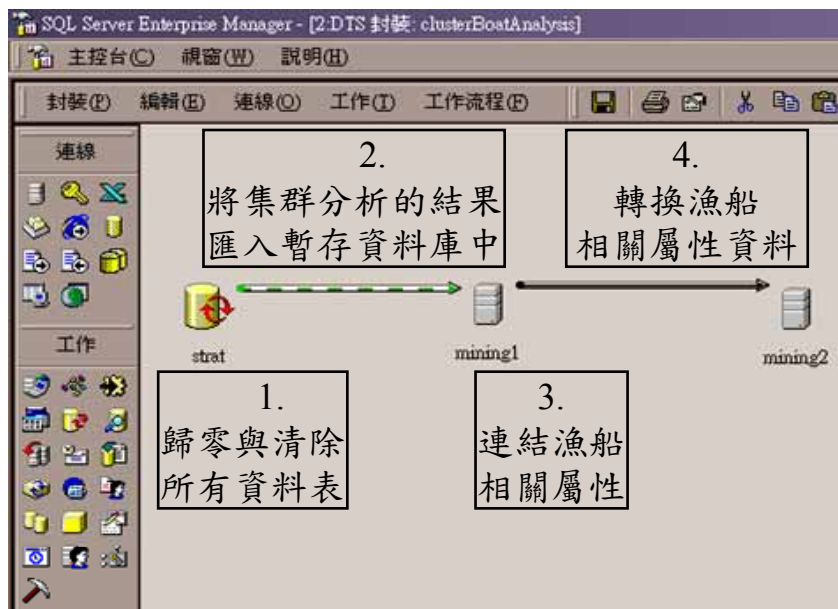 SQL Server Enterprise Manager - [2:DTS 封裝: clusterBoatAnalysis]
主控台(C) 視窗(W) 説明(H)
封裝(P) 編輯(E) 連線(O) 工作(T) 工作流程(F)
連線
2.
將集群分析的結果
匯入暫存資料庫中
4.
轉換漁船
相關屬性資料
strat
mining1
mining2
工作
1.
歸零與清除
所有資料表
3.
連結漁船
相關屬性